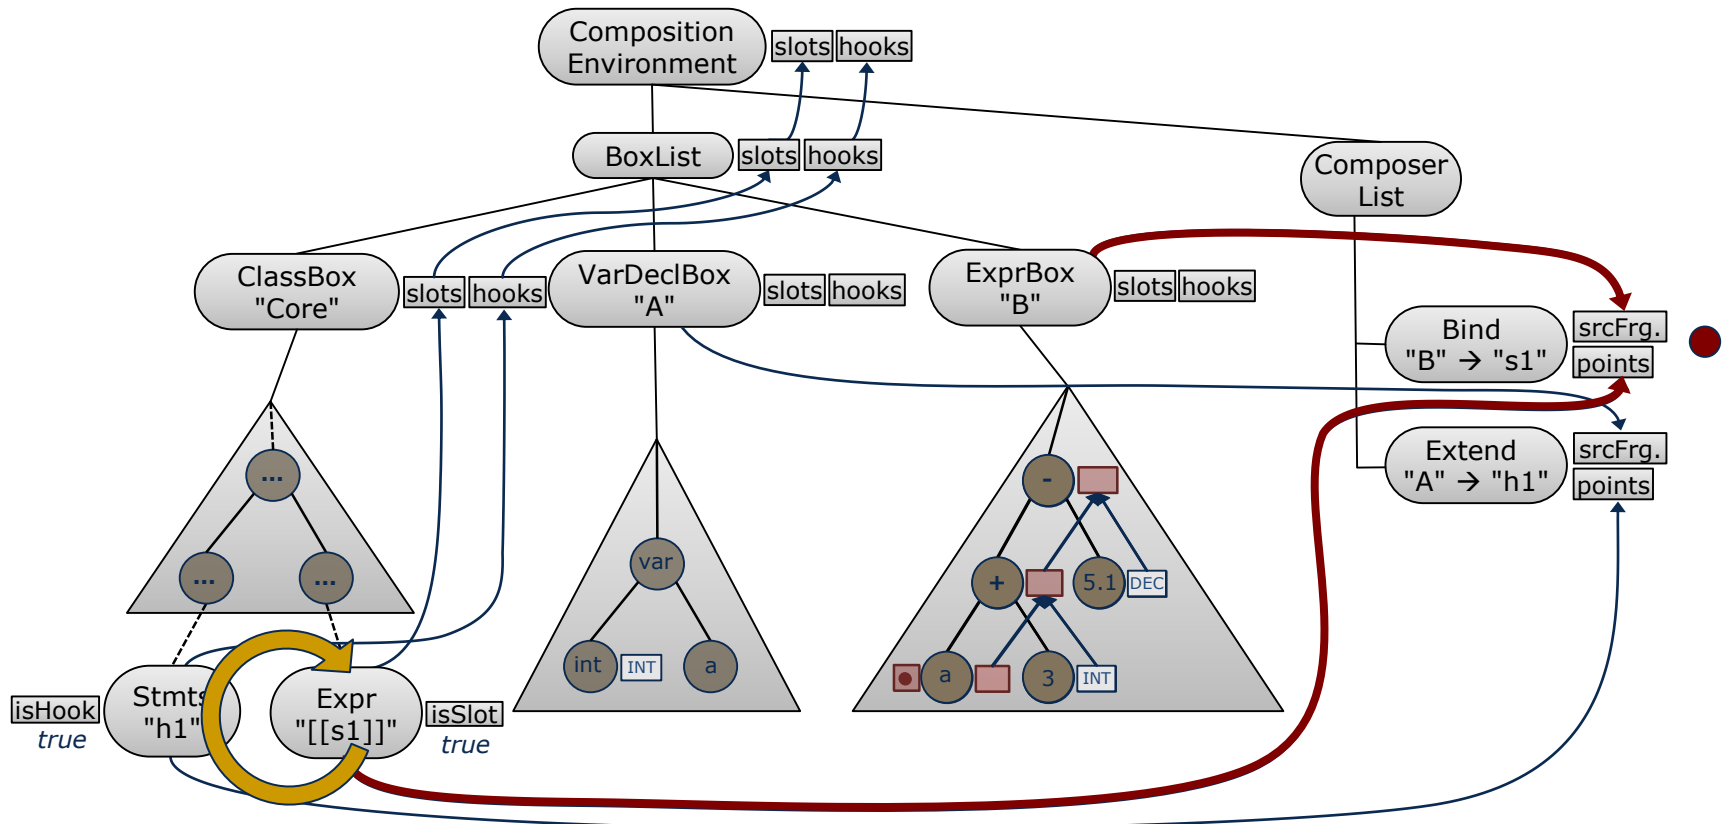 Composition
Environment
slots hooks
BoxList
slots hooks
Composer
List
ClassBox
"Core"
slots hooks
VarDeclBox
"A"
slots hooks
ExprBox
"B"
slots hooks
Bind
"B" → "s1"
srcFrg.
points
Extend
"A" → "h1"
srcFrg.
points
...
... ...
var
int INT a
-
+ 5.1 DEC
a 3 INT
isHook
true
Stmts
"h1"
Expr
"[[s1]]"
isSlot
true